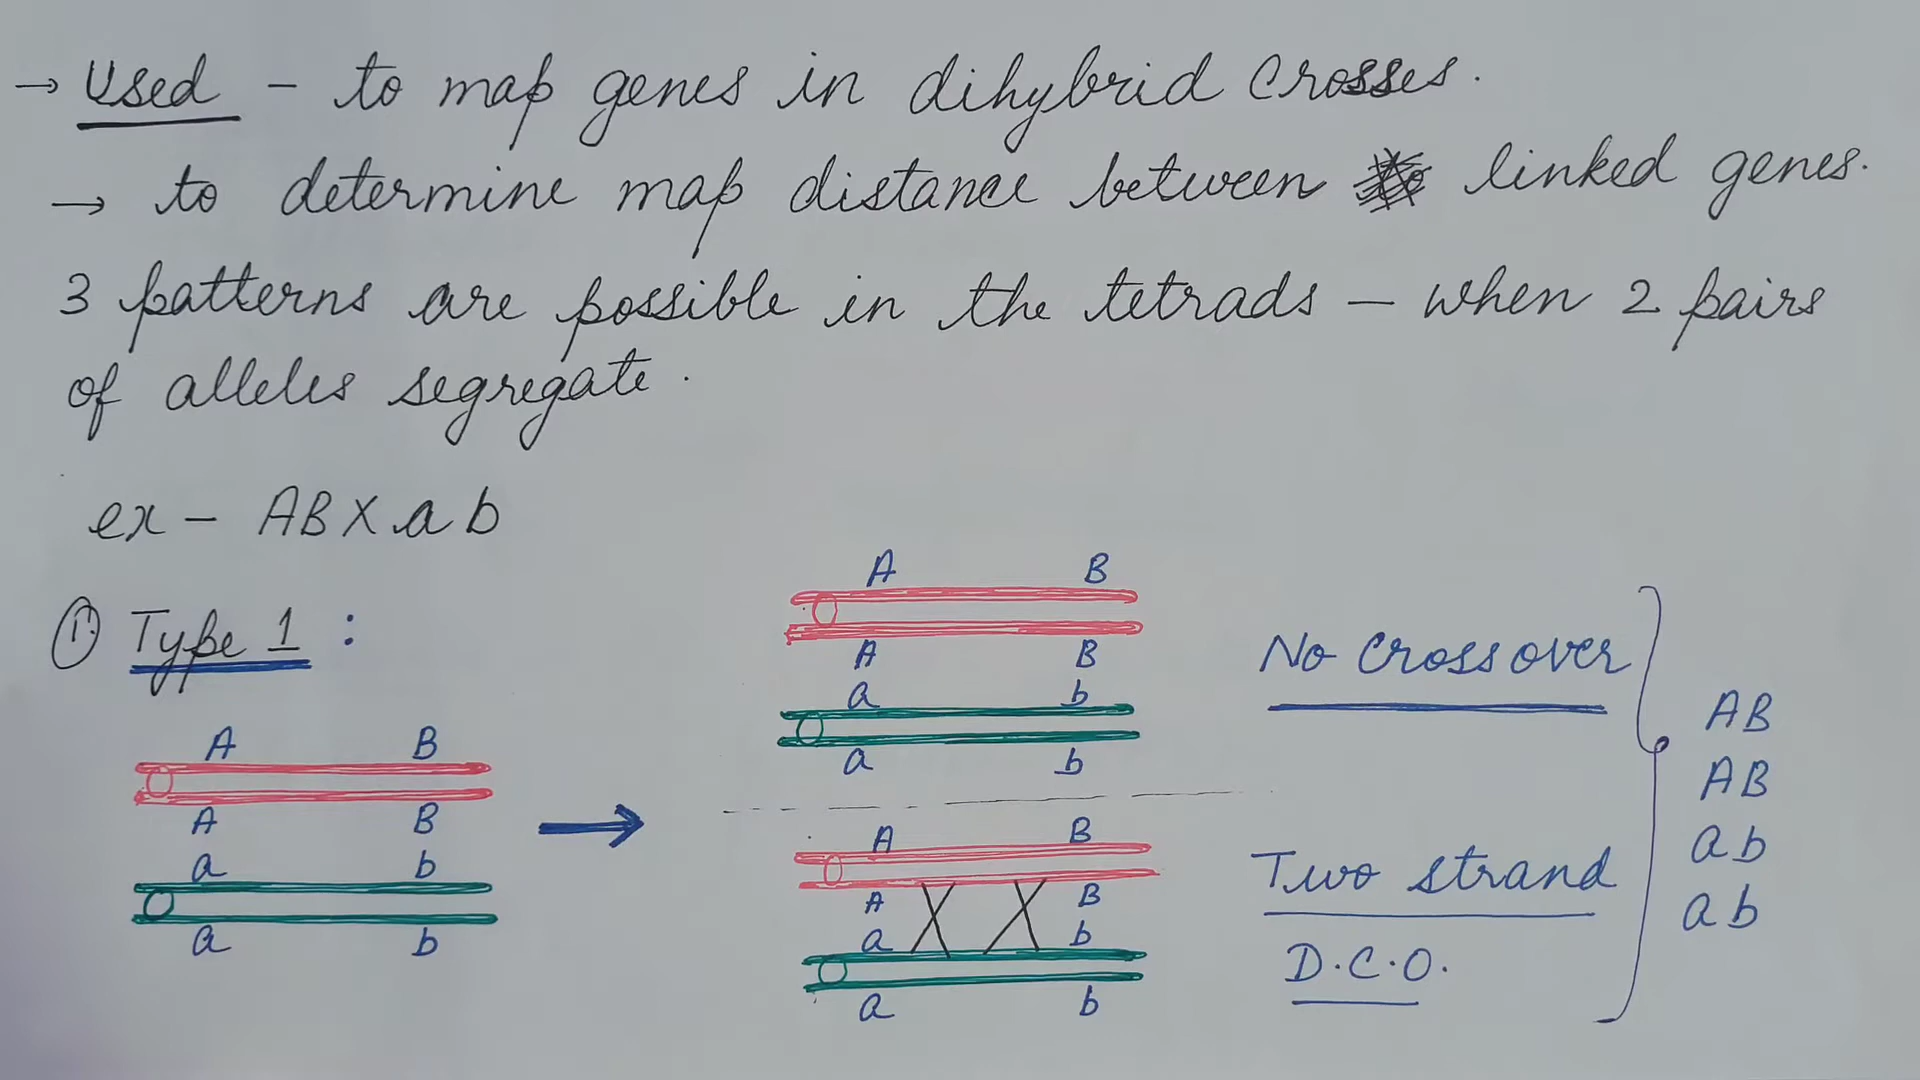 → Used - to map genes in dihybrid crosses.
→ to determine map distance between linked genes.
3 patterns are possible in the tetrads - when 2 pairs
of alleles segregate.
ex - AB X ab
① Type 1 :
A B
A B
a b
a b
A B
A B
a b
a b
No Crossover
A B
A B
a b
a b
Two strand
D.C.O.
AB
AB
ab
ab